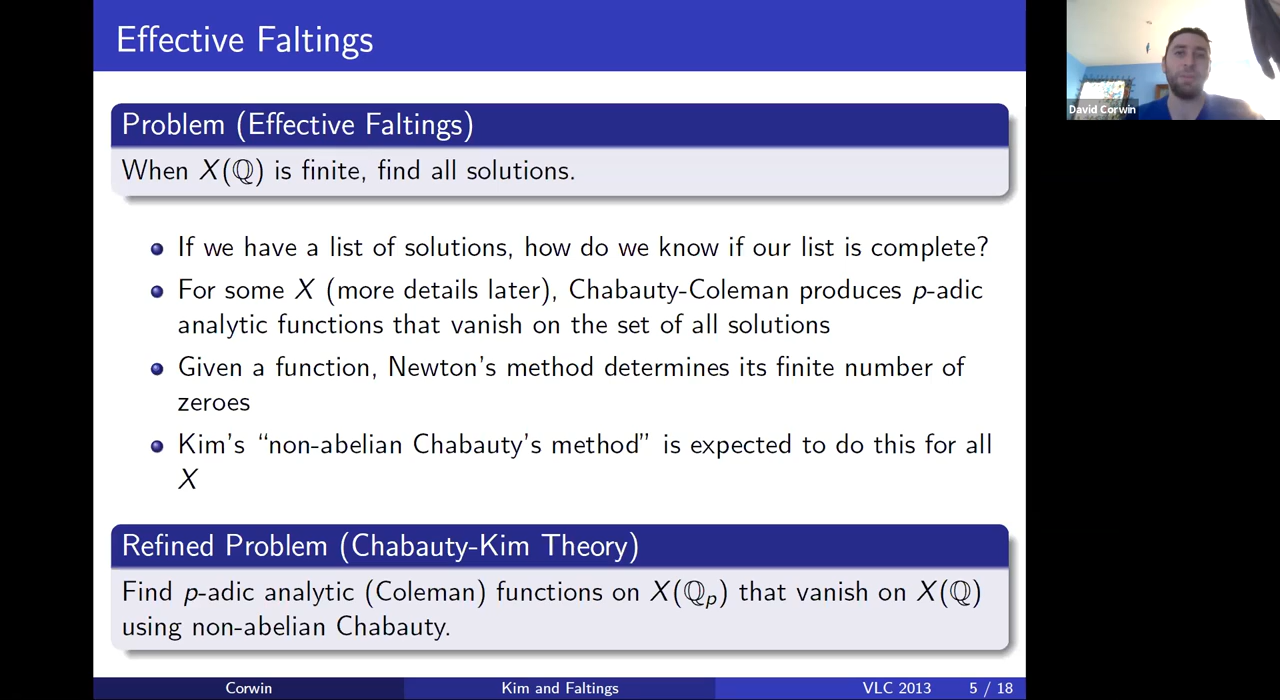 Effective Faltings
David Corwin
Problem (Effective Faltings)
When X(ℚ) is finite, find all solutions.
If we have a list of solutions, how do we know if our list is complete?
For some X (more details later), Chabauty-Coleman produces p-adic
analytic functions that vanish on the set of all solutions
Given a function, Newton's method determines its finite number of
zeroes
Kim's “non-abelian Chabauty's method” is expected to do this for all
X
Refined Problem (Chabauty-Kim Theory)
Find p-adic analytic (Coleman) functions on X(ℚₚ) that vanish on X(ℚ)
using non-abelian Chabauty.
Corwin Kim and Faltings VLC 2013 5 / 18